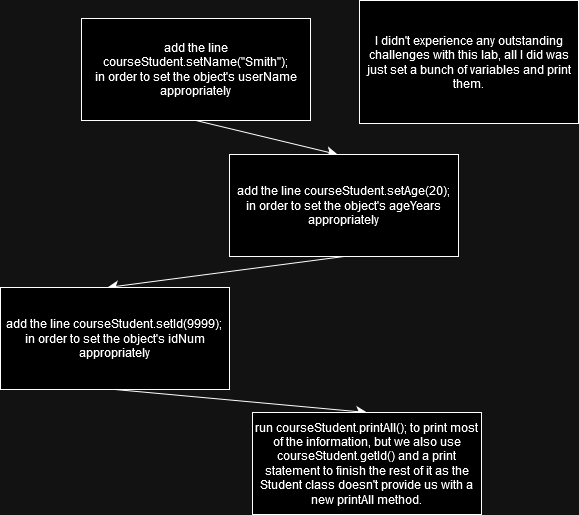 add the line
courseStudent.setName("Smith");
in order to set the object's userName
appropriately
I didn't experience any outstanding
challenges with this lab, all I did was
just set a bunch of variables and print
them.
add the line courseStudent.setAge(20);
in order to set the object's ageYears
appropriately
add the line courseStudent.setId(9999);
in order to set the object's idNum
appropriately
run courseStudent.printAll(); to print most
of the information, but we also use
courseStudent.getId() and a print
statement to finish the rest of it as the
Student class doesn't provide us with a
new printAll method.